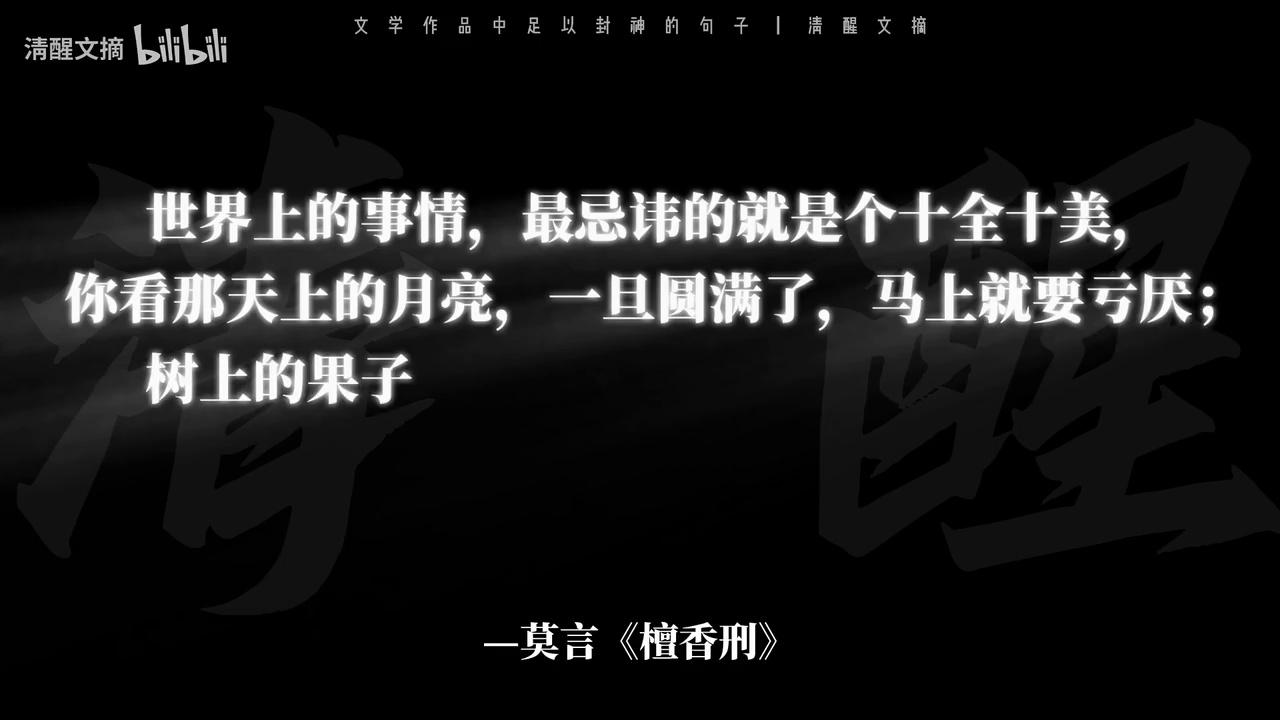 文学作品中足以封神的句子 | 清醒文摘
清醒文摘 bilibili
清醒
世界上的事情，最忌讳的就是个十全十美，
你看那天上的月亮，一旦圆满了，马上就要亏厌；
树上的果子
—莫言《檀香刑》